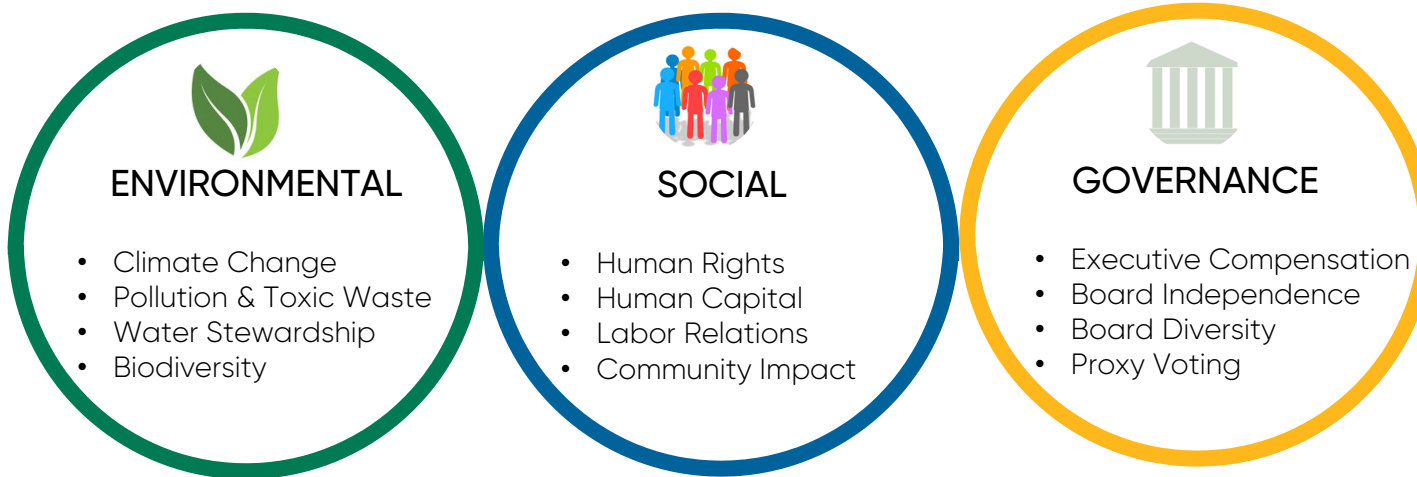 ENVIRONMENTAL
• Climate Change
• Pollution & Toxic Waste
• Water Stewardship
• Biodiversity
SOCIAL
• Human Rights
• Human Capital
• Labor Relations
• Community Impact
GOVERNANCE
• Executive Compensation
• Board Independence
• Board Diversity
• Proxy Voting